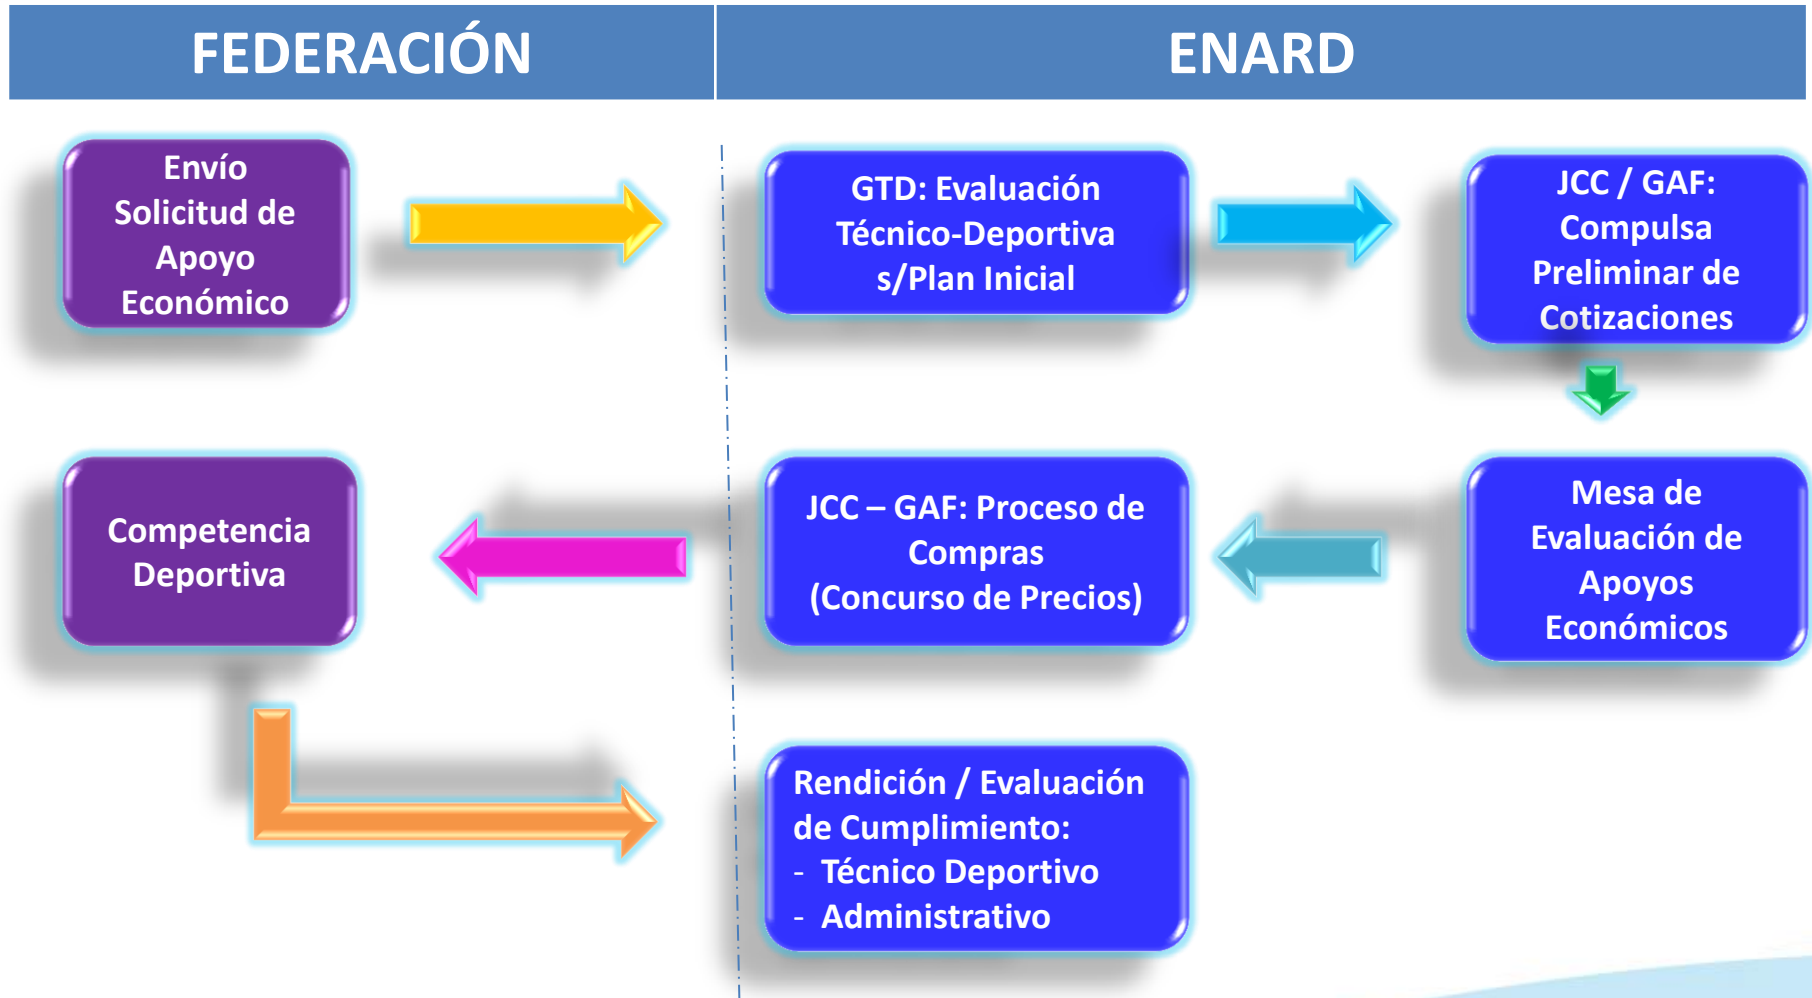 FEDERACIÓN
ENARD
Envío
Solicitud de
Apoyo
Económico
GTD: Evaluación
Técnico-Deportiva
s/Plan Inicial
JCC / GAF:
Compulsa
Preliminar de
Cotizaciones
Competencia
Deportiva
JCC – GAF: Proceso de
Compras
(Concurso de Precios)
Mesa de
Evaluación de
Apoyos
Económicos
Rendición / Evaluación
de Cumplimiento:
- Técnico Deportivo
- Administrativo